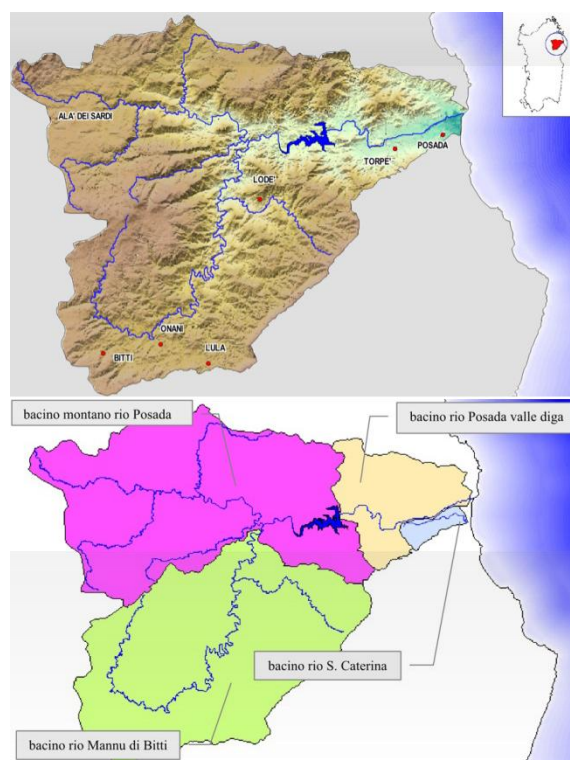 ALA' DEI SARDI
POSADA
TORPE'
LODE'
ONANI
BITTI
LULA
bacino montano rio Posada
bacino rio Posada valle diga
bacino rio S. Caterina
bacino rio Mannu di Bitti